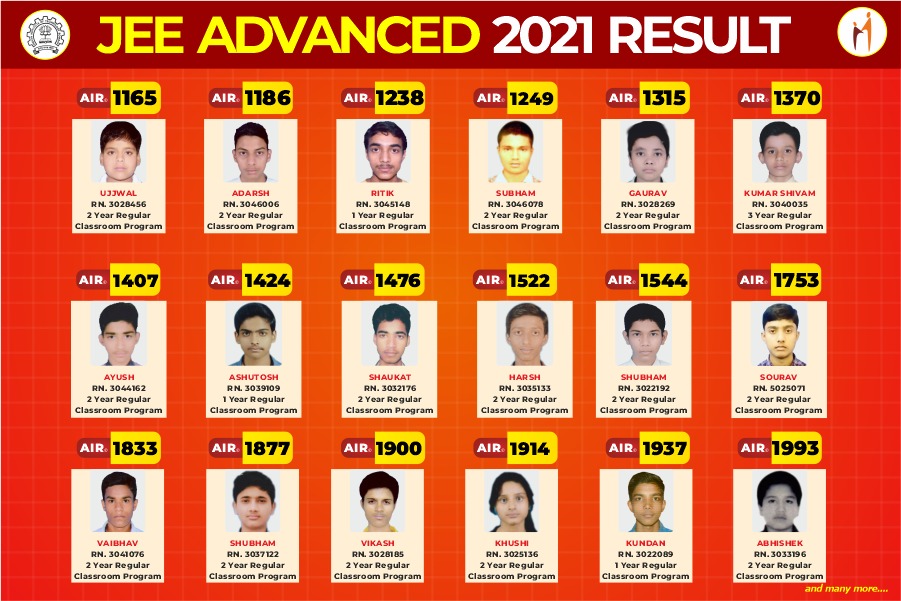 JEE ADVANCED 2021 RESULT
AIR. 1165
UJJWAL
RN. 3028456
2 Year Regular
Classroom Program
AIR. 1186
ADARSH
RN. 3046006
2 Year Regular
Classroom Program
AIR. 1238
RITIK
RN. 3045148
1 Year Regular
Classroom Program
AIR. 1249
SUBHAM
RN. 3046078
2 Year Regular
Classroom Program
AIR. 1315
GAURAV
RN. 3028269
2 Year Regular
Classroom Program
AIR. 1370
KUMAR SHIVAM
RN. 3040035
3 Year Regular
Classroom Program
AIR. 1407
AYUSH
RN. 3044162
2 Year Regular
Classroom Program
AIR. 1424
ASHUTOSH
RN. 3039109
1 Year Regular
Classroom Program
AIR. 1476
SHAUKAT
RN. 3032176
2 Year Regular
Classroom Program
AIR. 1522
HARSH
RN. 3035133
2 Year Regular
Classroom Program
AIR. 1544
SHUBHAM
RN. 3022192
2 Year Regular
Classroom Program
AIR. 1753
SOURAV
RN. 5025071
2 Year Regular
Classroom Program
AIR. 1833
VAIBHAV
RN. 3041076
2 Year Regular
Classroom Program
AIR. 1877
SHUBHAM
RN. 3037122
2 Year Regular
Classroom Program
AIR. 1900
VIKASH
RN. 3028185
2 Year Regular
Classroom Program
AIR. 1914
KHUSHI
RN. 3025136
2 Year Regular
Classroom Program
AIR. 1937
KUNDAN
RN. 3022089
1 Year Regular
Classroom Program
AIR. 1993
ABHISHEK
RN. 3033196
2 Year Regular
Classroom Program
and many more....